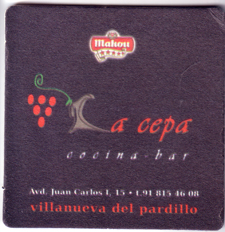 Mahou
La cepa
cocina-bar
Avd. Juan Carlos I, 15 • t.91 815 46 08
villanueva del pardillo